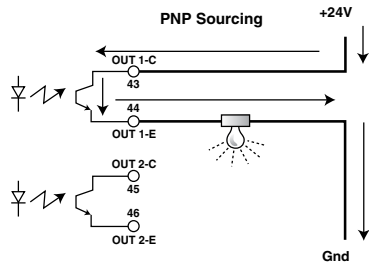 PNP Sourcing
+24V
OUT 1-C
43
44
OUT 1-E
OUT 2-C
45
46
OUT 2-E
Gnd